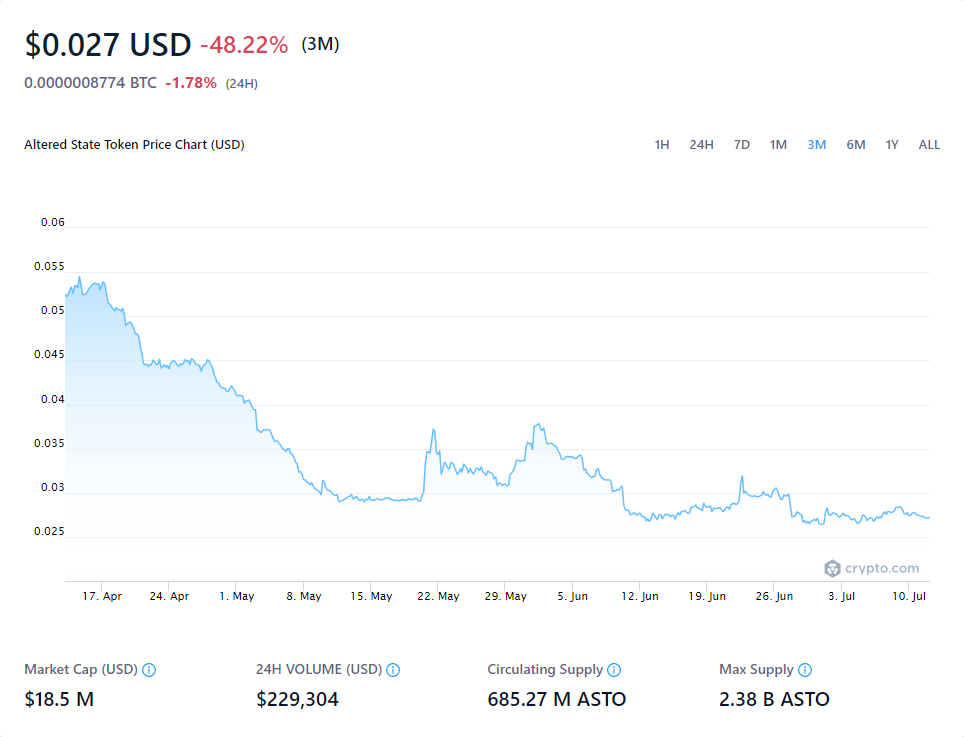 $0.027 USD -48.22% (3M)
0.0000008774 BTC -1.78% (24H)
Altered State Token Price Chart (USD)
1H 24H 7D 1M 3M 6M 1Y ALL
0.06
0.055
0.05
0.045
0.04
0.035
0.03
0.025
crypto.com
17. Apr 24. Apr 1. May 8. May 15. May 22. May 29. May 5. Jun 12. Jun 19. Jun 26. Jun 3. Jul 10. Jul
Market Cap (USD) 24H VOLUME (USD) Circulating Supply Max Supply
$18.5 M $229,304 685.27 M ASTO 2.38 B ASTO